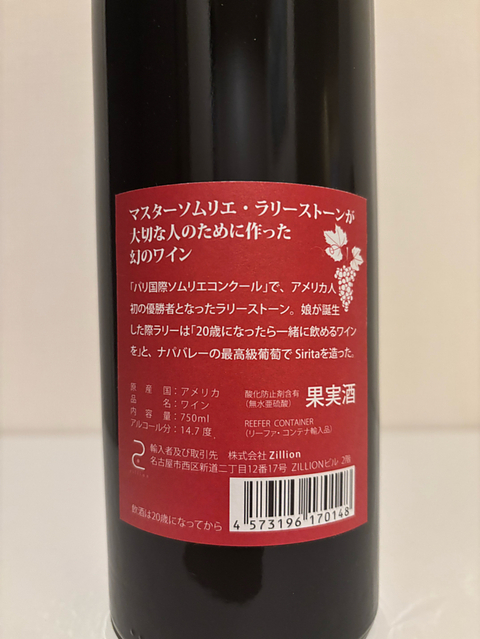 マスターソムリエ・ラリーストーンが
大切な人のために作った
幻のワイン
「パリ国際ソムリエコンクール」で、アメリカ人
初の優勝者となったラリーストーン。娘が誕生
した際ラリーは「20歳になったら一緒に飲めるワイン
を」と、ナパバレーの最高級葡萄で Siritaを造った。
原産国：アメリカ
品名：ワイン
内容量：750ml
アルコール分：14.7 度
酸化防止剤含有
(無水亜硫酸)
果実酒
REEFER CONTAINER
(リーファ・コンテナ輸入品)
輸入者及び取引先 株式会社 Zillion
名古屋市西区新道二丁目12番17号 ZILLIONビル 2階
飲酒は20歳になってから
4 573196 170148